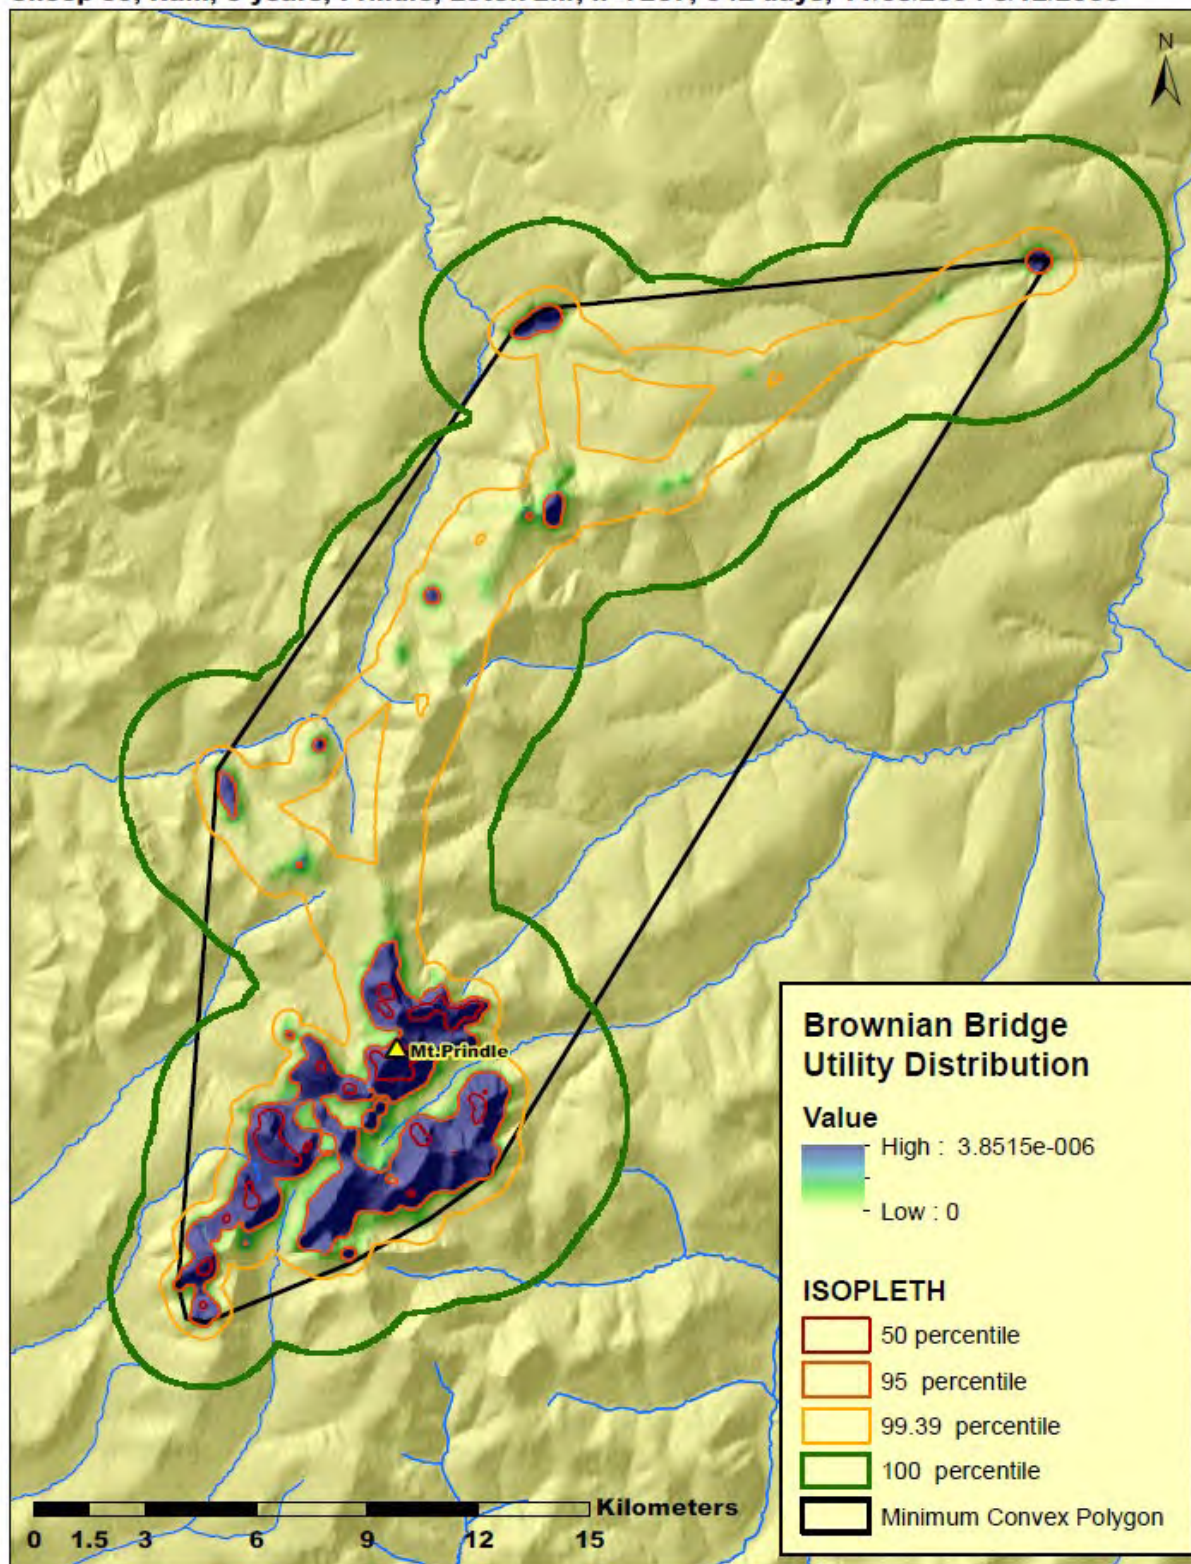 N
Mt.Prindle
Brownian Bridge
Utility Distribution
Value
High : 3.8515e-006
Low : 0
ISOPLETH
50 percentile
95 percentile
99.39 percentile
100 percentile
Minimum Convex Polygon
Kilometers
0 1.5 3 6 9 12 15